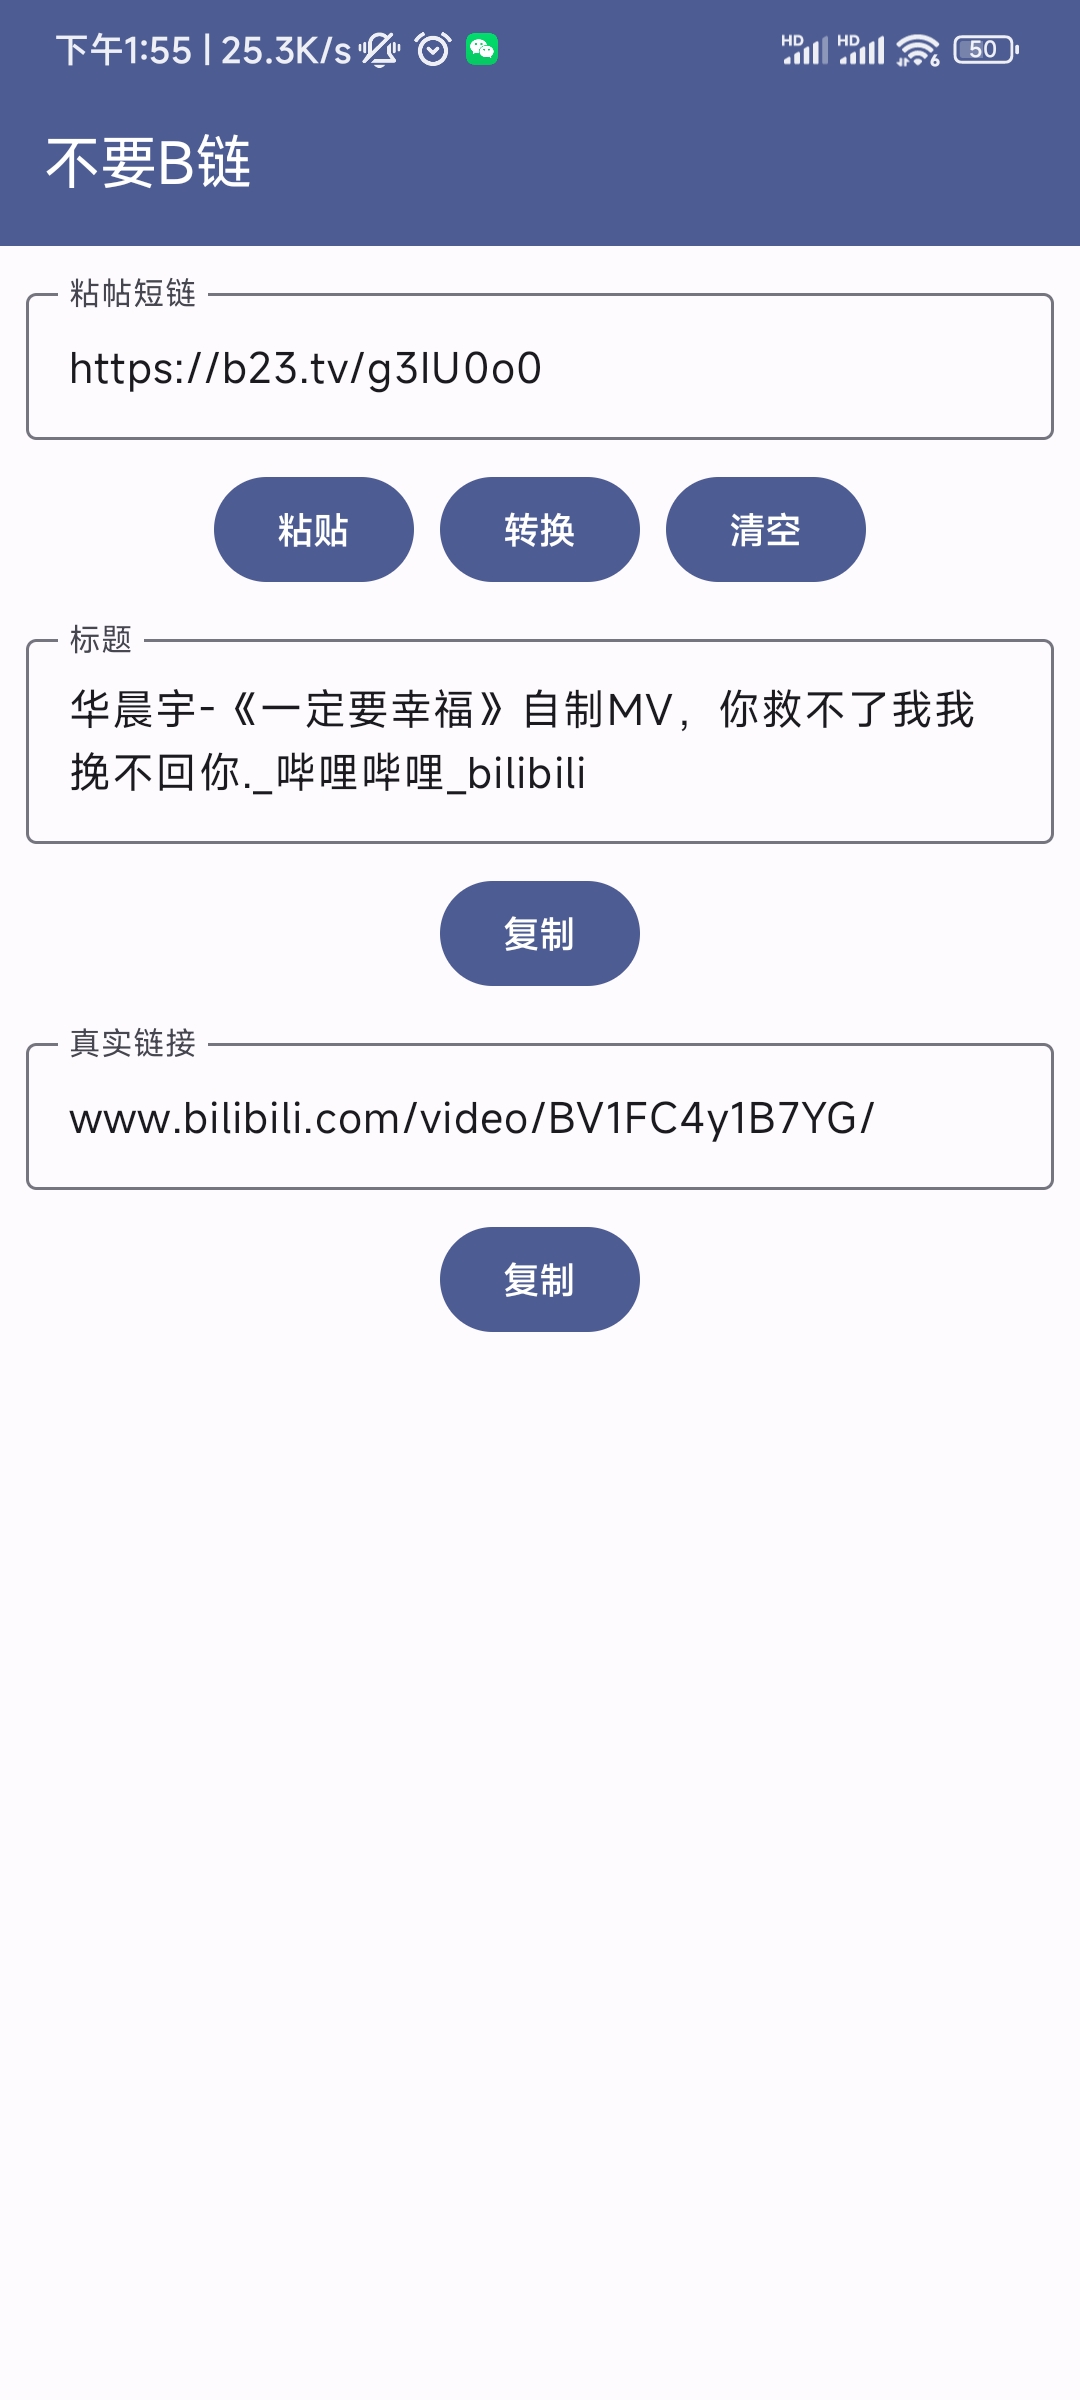 下午1:55 | 25.3K/s
HD HD 6 50
不要B链
粘帖短链
https://b23.tv/g3IU0o0
粘贴 转换 清空
标题
华晨宇-《一定要幸福》自制MV，你救不了我我
挽不回你._哔哩哔哩_bilibili
复制
真实链接
www.bilibili.com/video/BV1FC4y1B7YG/
复制